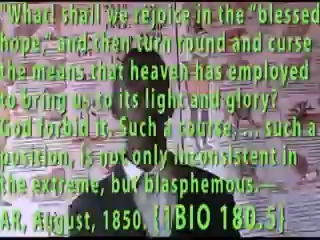 "What! shall we rejoice in the "blessed
hope," and then turn round and curse
the means that heaven has employed
to bring us to its light and glory?
God forbid it. Such a course, ... such a
position, is not only inconsistent in
the extreme, but blasphemous.—
AR, August, 1850. {1BIO 180.5}